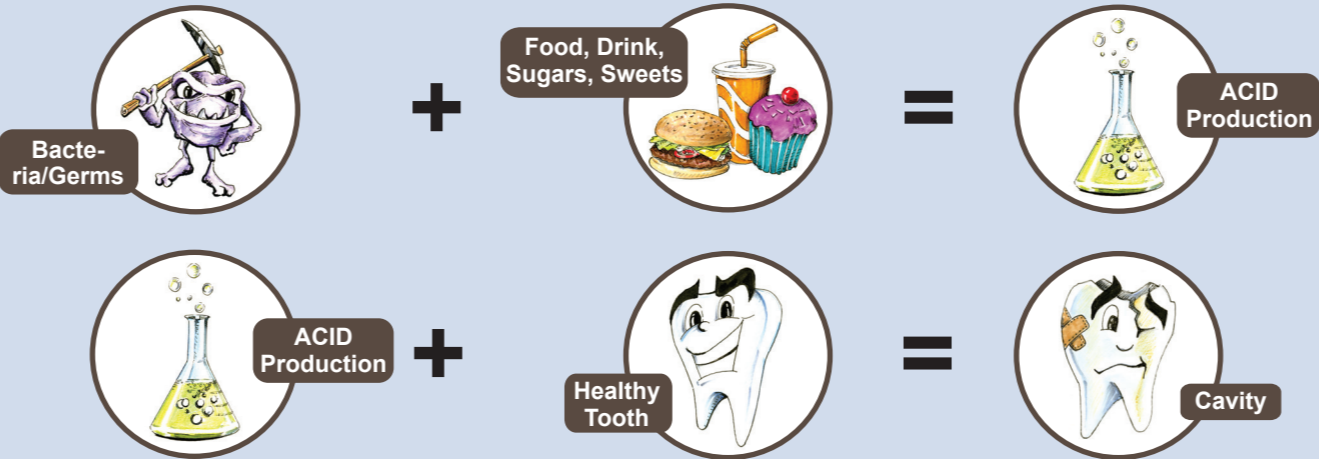 Bacte-
ria/Germs
+
Food, Drink,
Sugars, Sweets
=
ACID
Production
ACID
Production
+
Healthy
Tooth
=
Cavity